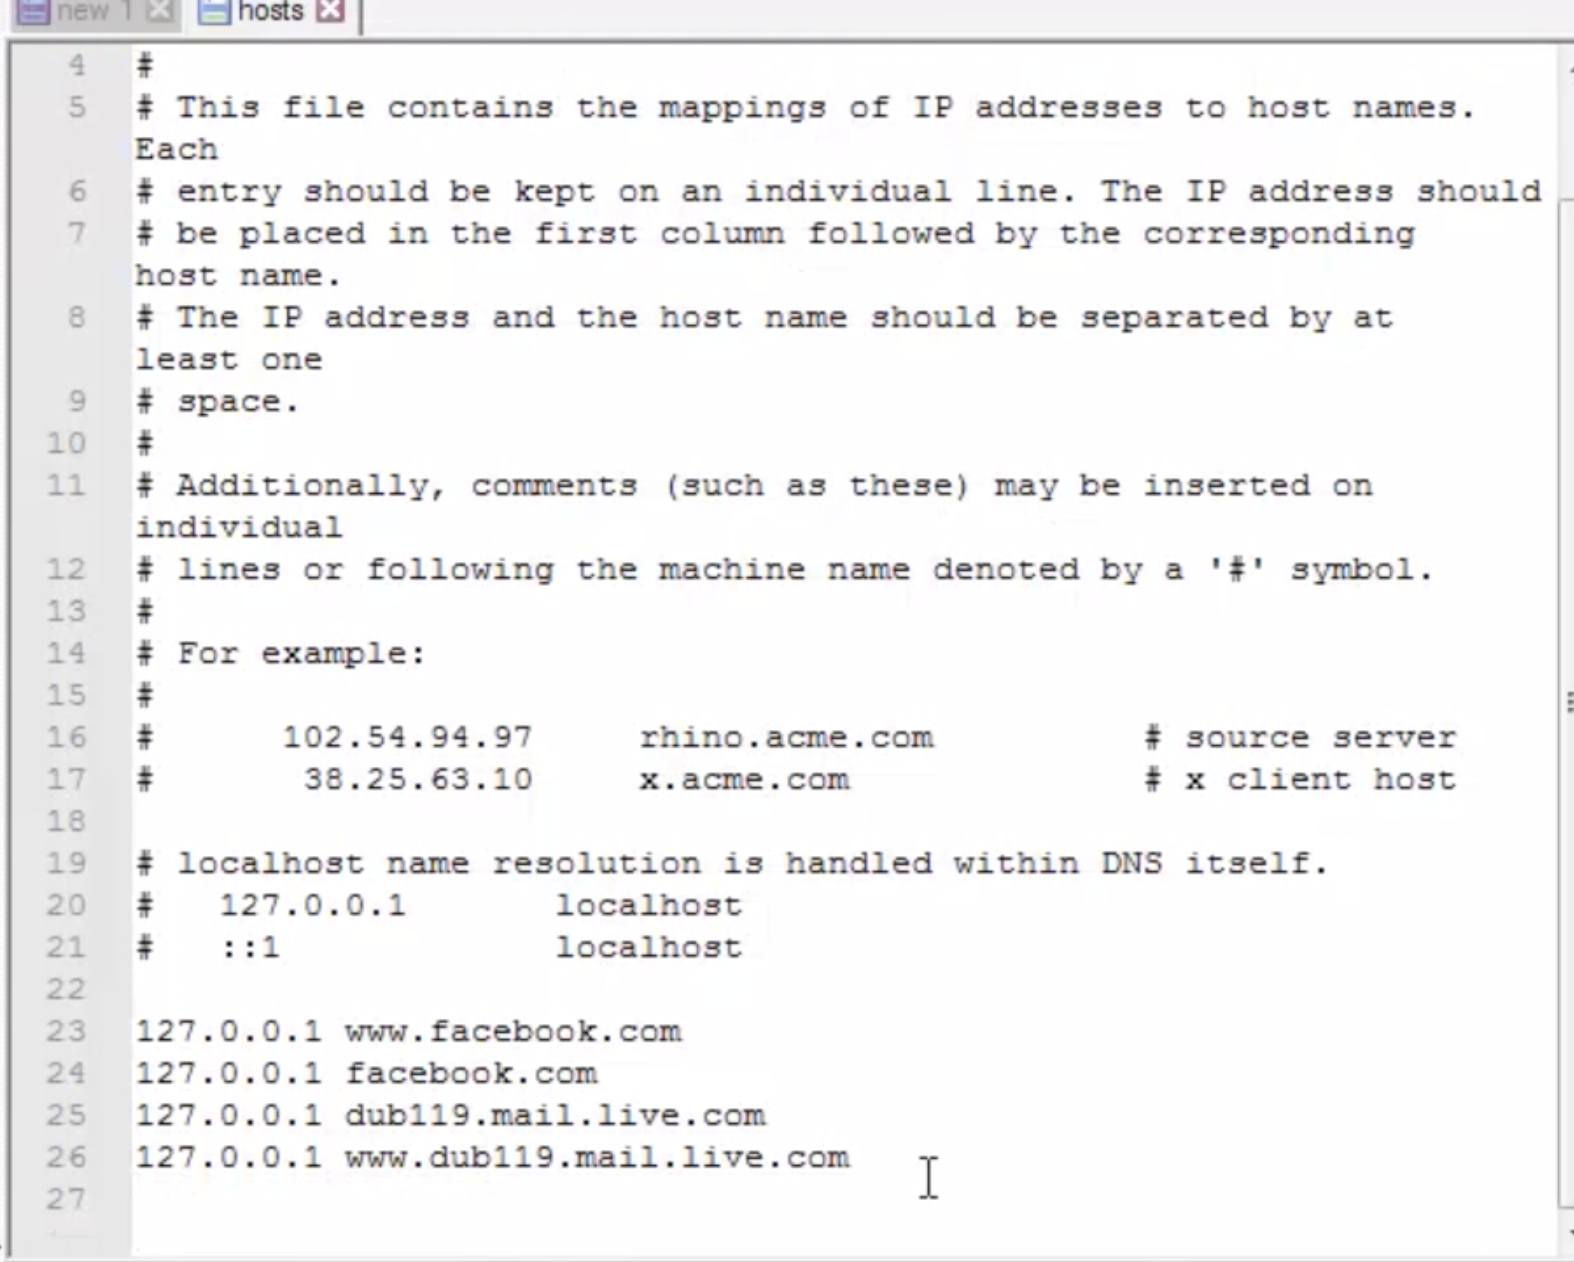 new 1 hosts
4 #
5 # This file contains the mappings of IP addresses to host names.
Each
6 # entry should be kept on an individual line. The IP address should
7 # be placed in the first column followed by the corresponding
host name.
8 # The IP address and the host name should be separated by at
least one
9 # space.
10 #
11 # Additionally, comments (such as these) may be inserted on
individual
12 # lines or following the machine name denoted by a '#' symbol.
13 #
14 # For example:
15 #
16 #      102.54.94.97     rhino.acme.com          # source server
17 #       38.25.63.10     x.acme.com              # x client host
18
19 # localhost name resolution is handled within DNS itself.
20 #   127.0.0.1       localhost
21 #   ::1             localhost
22
23 127.0.0.1 www.facebook.com
24 127.0.0.1 facebook.com
25 127.0.0.1 dub119.mail.live.com
26 127.0.0.1 www.dub119.mail.live.com
27